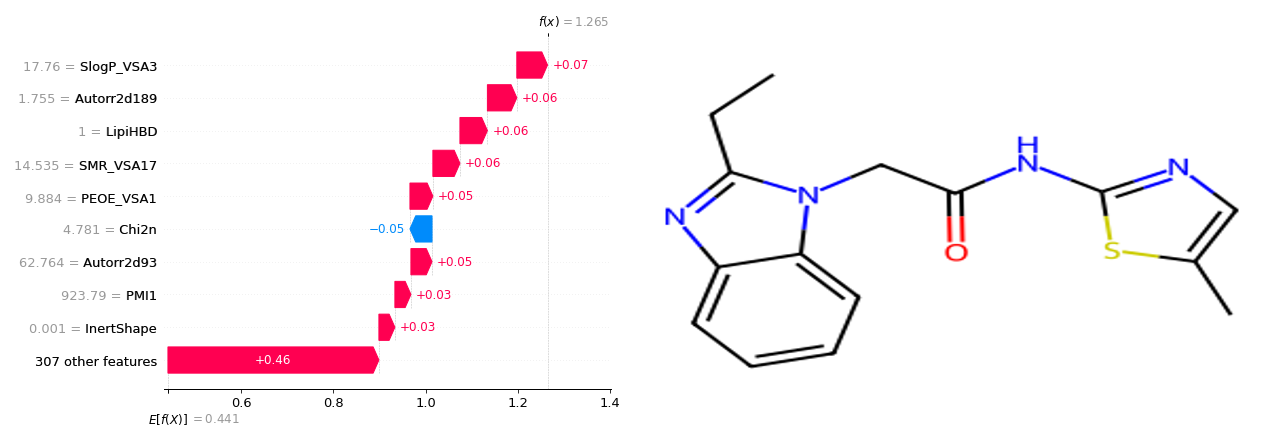 f(x) = 1.265
17.76 = SlogP_VSA3
+0.07
1.755 = Autorr2d189
+0.06
1 = LipiHBD
+0.06
14.535 = SMR_VSA17
+0.06
9.884 = PEOE_VSA1
+0.05
4.781 = Chi2n
−0.05
62.764 = Autorr2d93
+0.05
923.79 = PMI1
+0.03
0.001 = InertShape
+0.03
307 other features
+0.46
0.6 0.8 1.0 1.2 1.4
E[f(X)] = 0.441
H
N
N
N
N
S
O